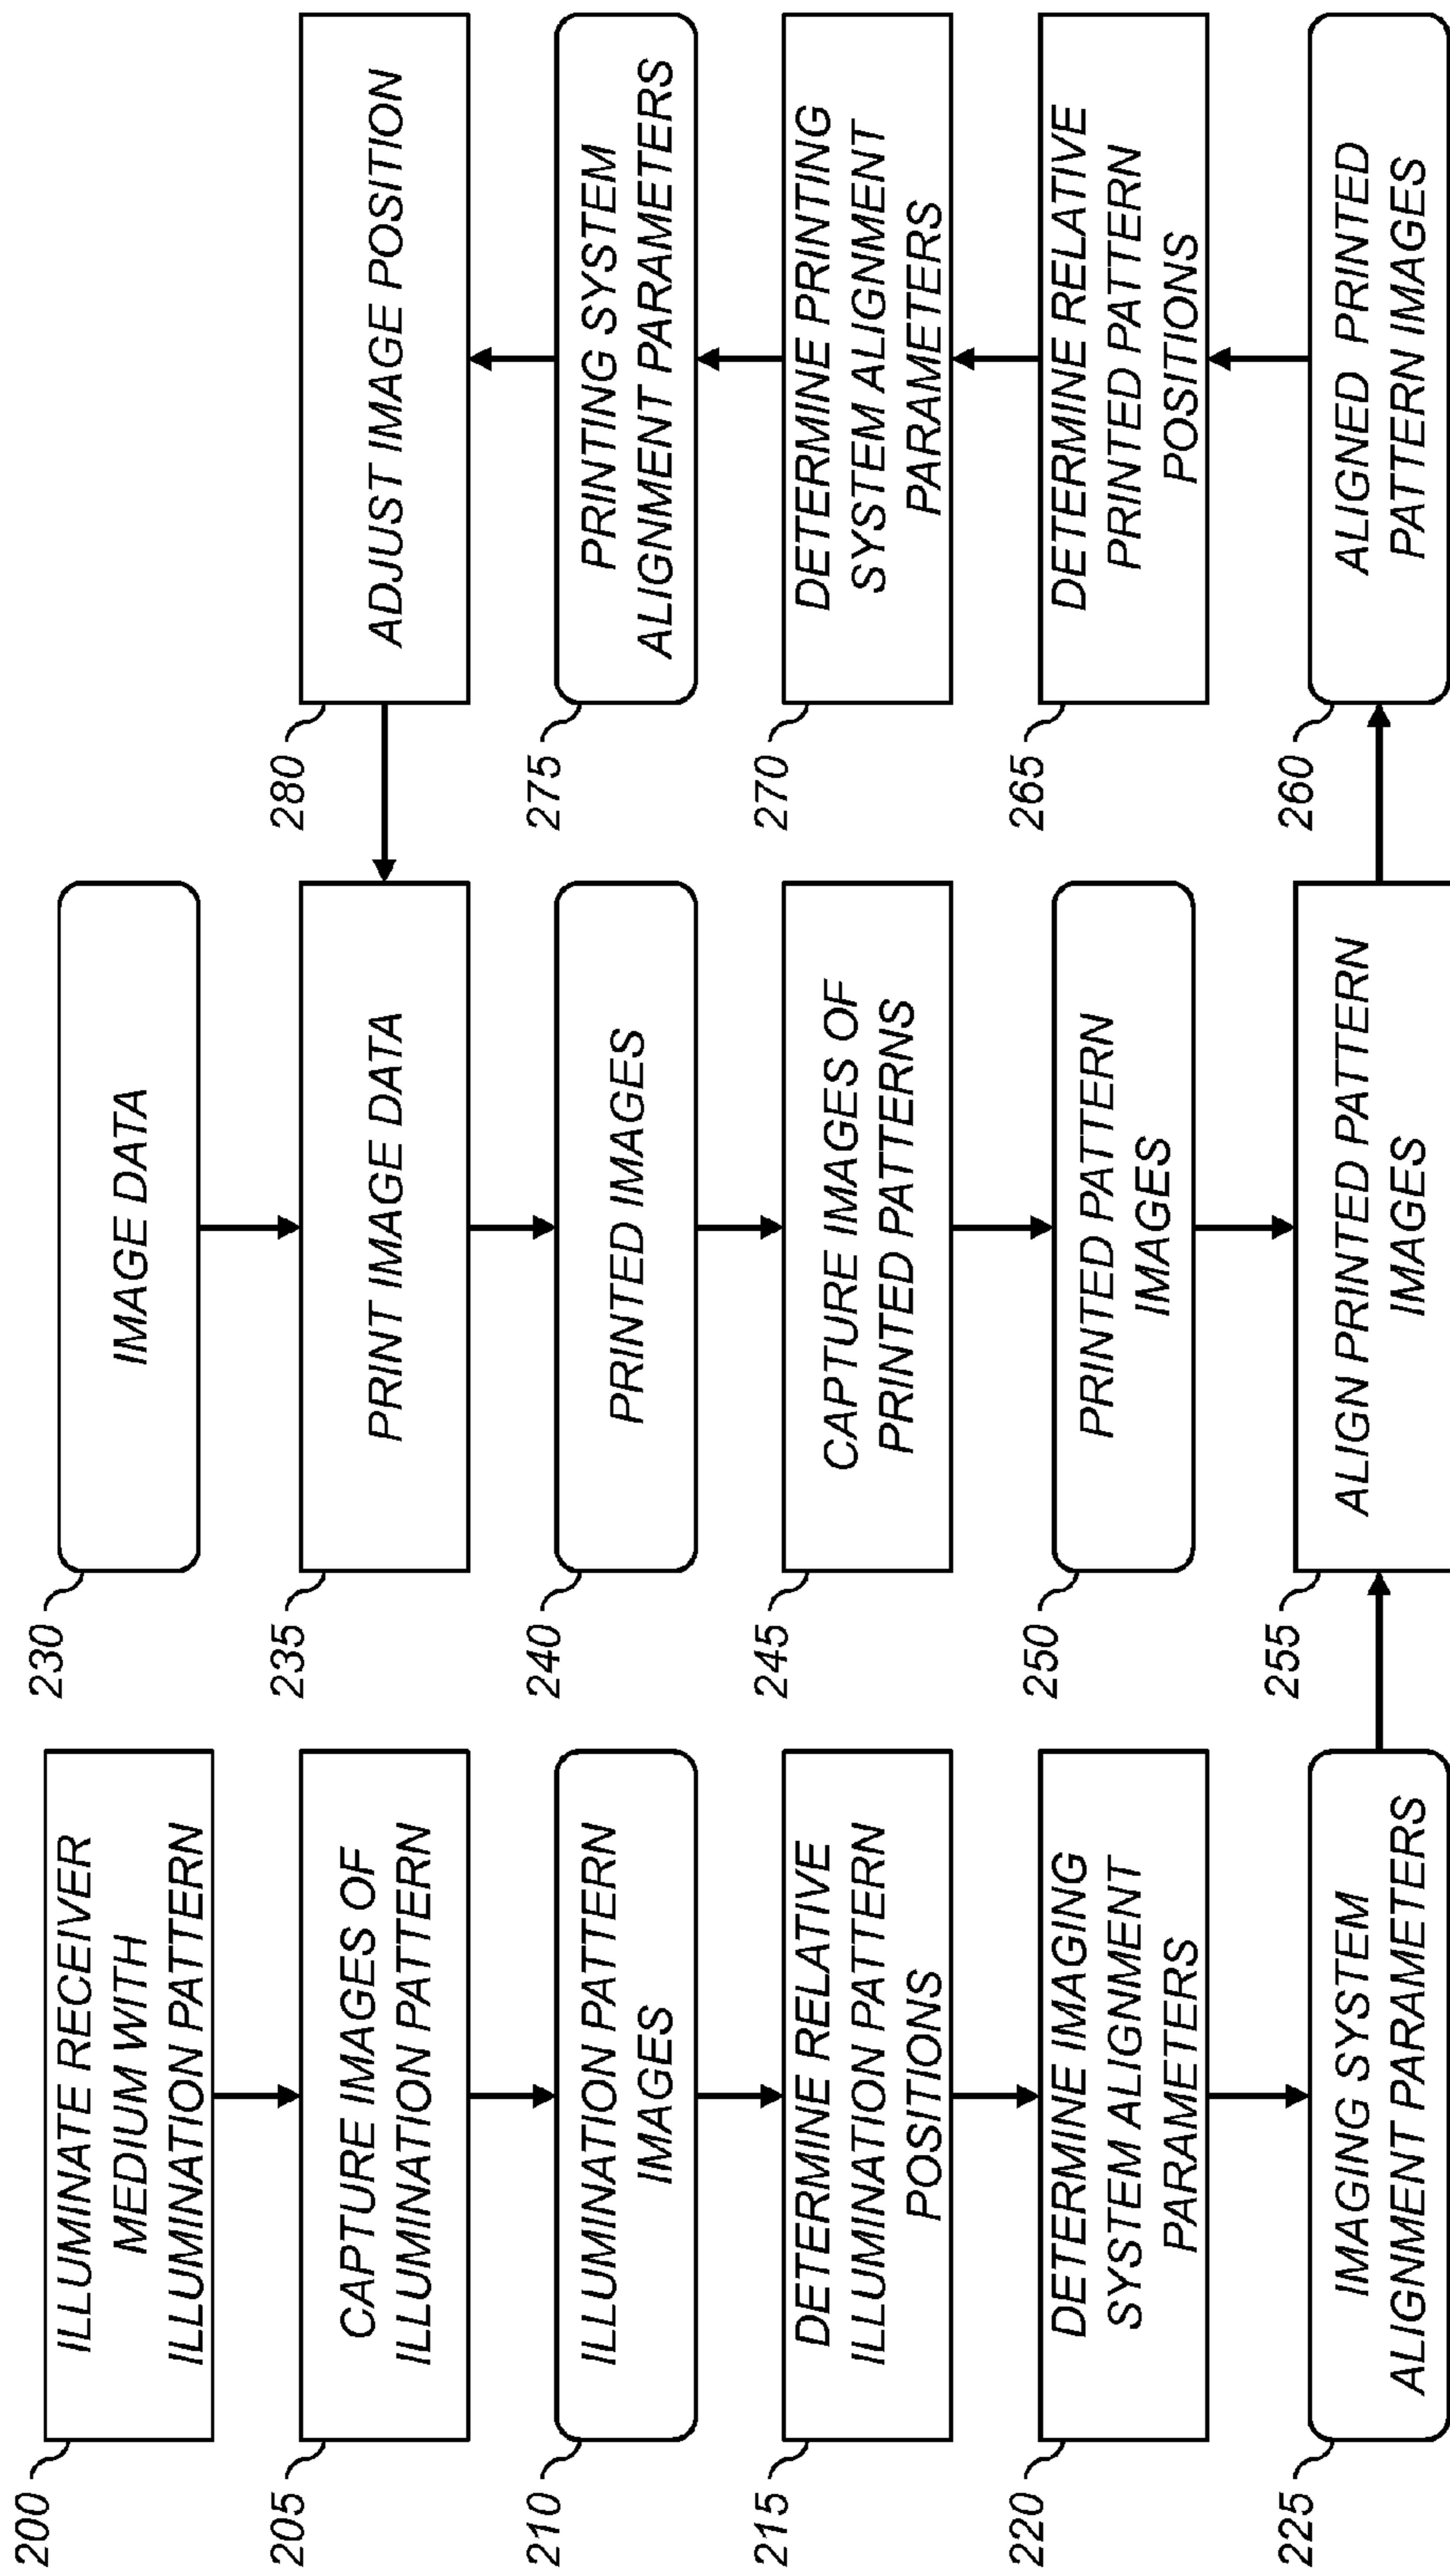 200
ILLUMINATE RECEIVER
MEDIUM WITH
ILLUMINATION PATTERN
205
CAPTURE IMAGES OF
ILLUMINATION PATTERN
210
ILLUMINATION PATTERN
IMAGES
215
DETERMINE RELATIVE
ILLUMINATION PATTERN
POSITIONS
220
DETERMINE IMAGING
SYSTEM ALIGNMENT
PARAMETERS
225
IMAGING SYSTEM
ALIGNMENT PARAMETERS
230
IMAGE DATA
235
PRINT IMAGE DATA
240
PRINTED IMAGES
245
CAPTURE IMAGES OF
PRINTED PATTERNS
250
PRINTED PATTERN
IMAGES
255
ALIGN PRINTED PATTERN
IMAGES
260
ALIGNED PRINTED
PATTERN IMAGES
265
DETERMINE RELATIVE
PRINTED PATTERN
POSITIONS
270
DETERMINE PRINTING
SYSTEM ALIGNMENT
PARAMETERS
275
PRINTING SYSTEM
ALIGNMENT PARAMETERS
280
ADJUST IMAGE POSITION